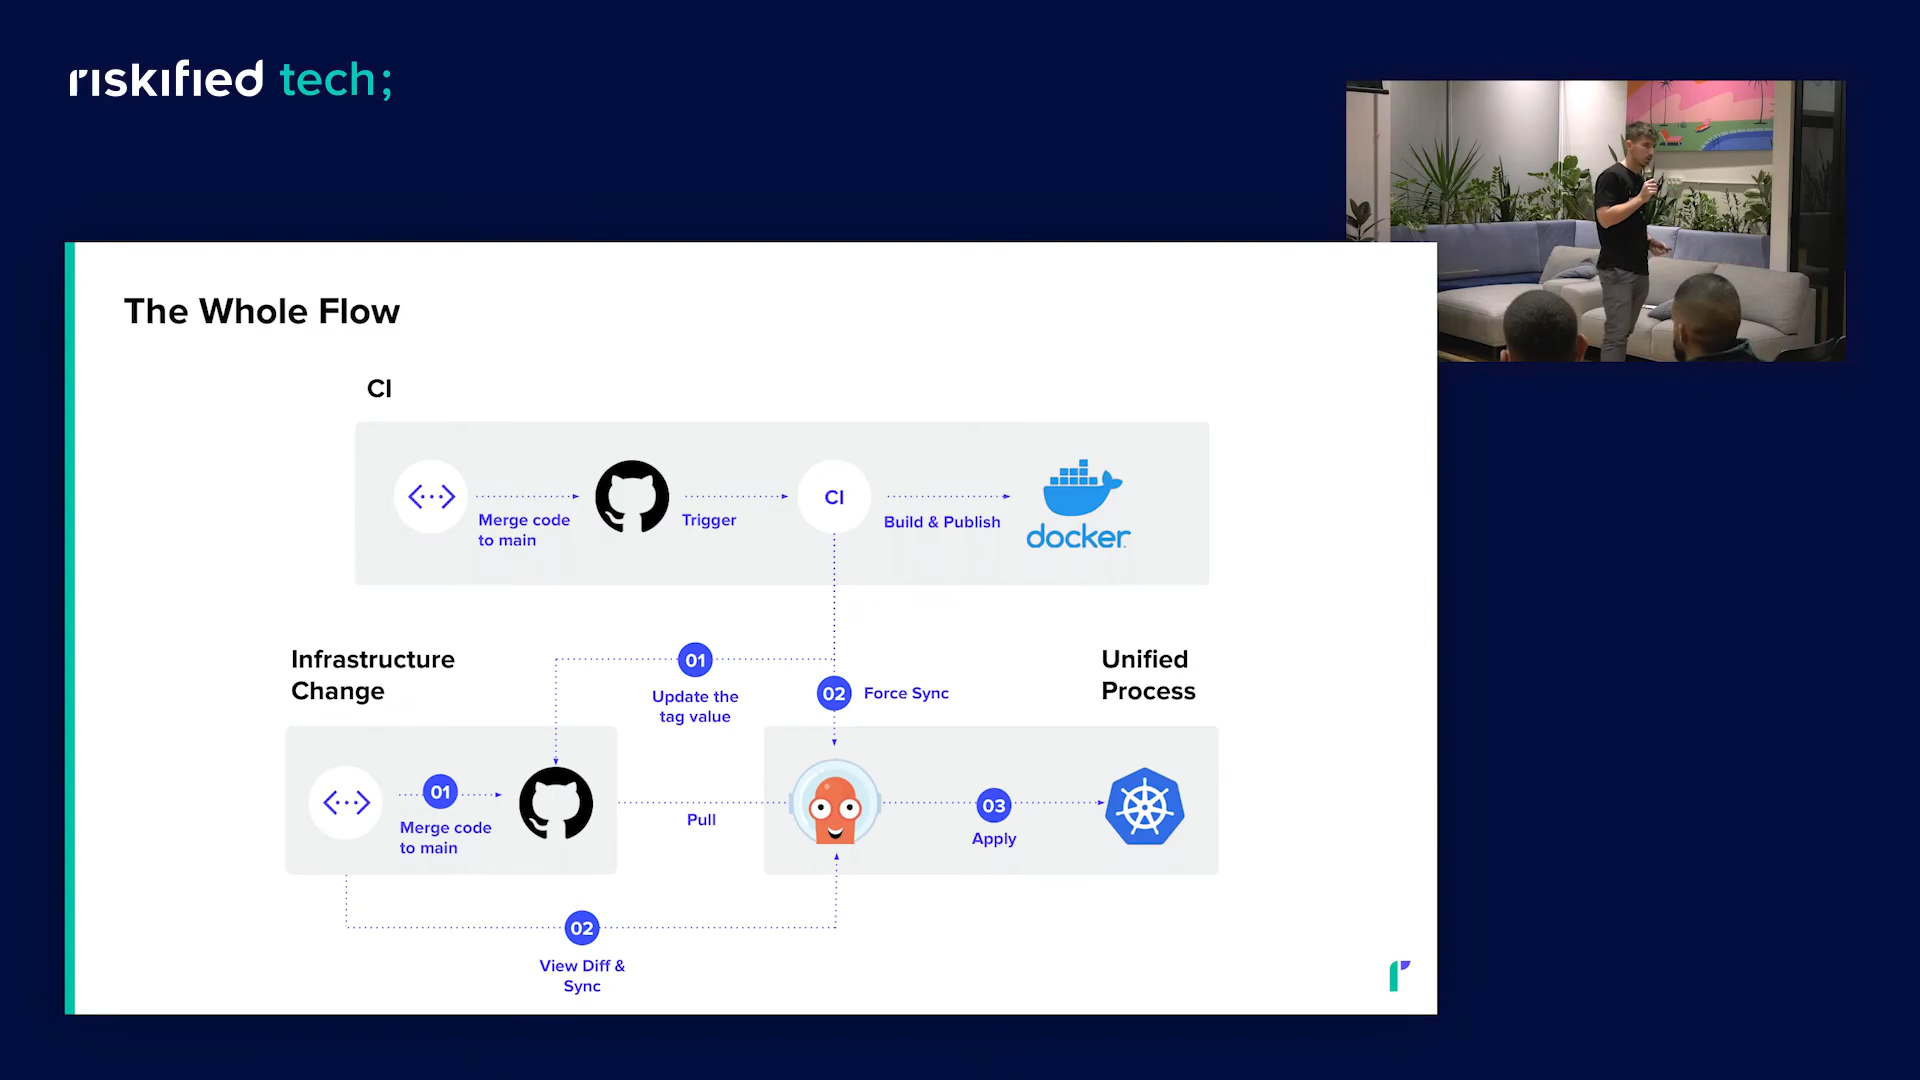 riskified tech;
The Whole Flow
CI
CI
Merge code
to main
Trigger
Build & Publish
docker
Infrastructure
Change
01
Update the
tag value
02
Force Sync
Unified
Process
01
Merge code
to main
Pull
03
Apply
02
View Diff &
Sync